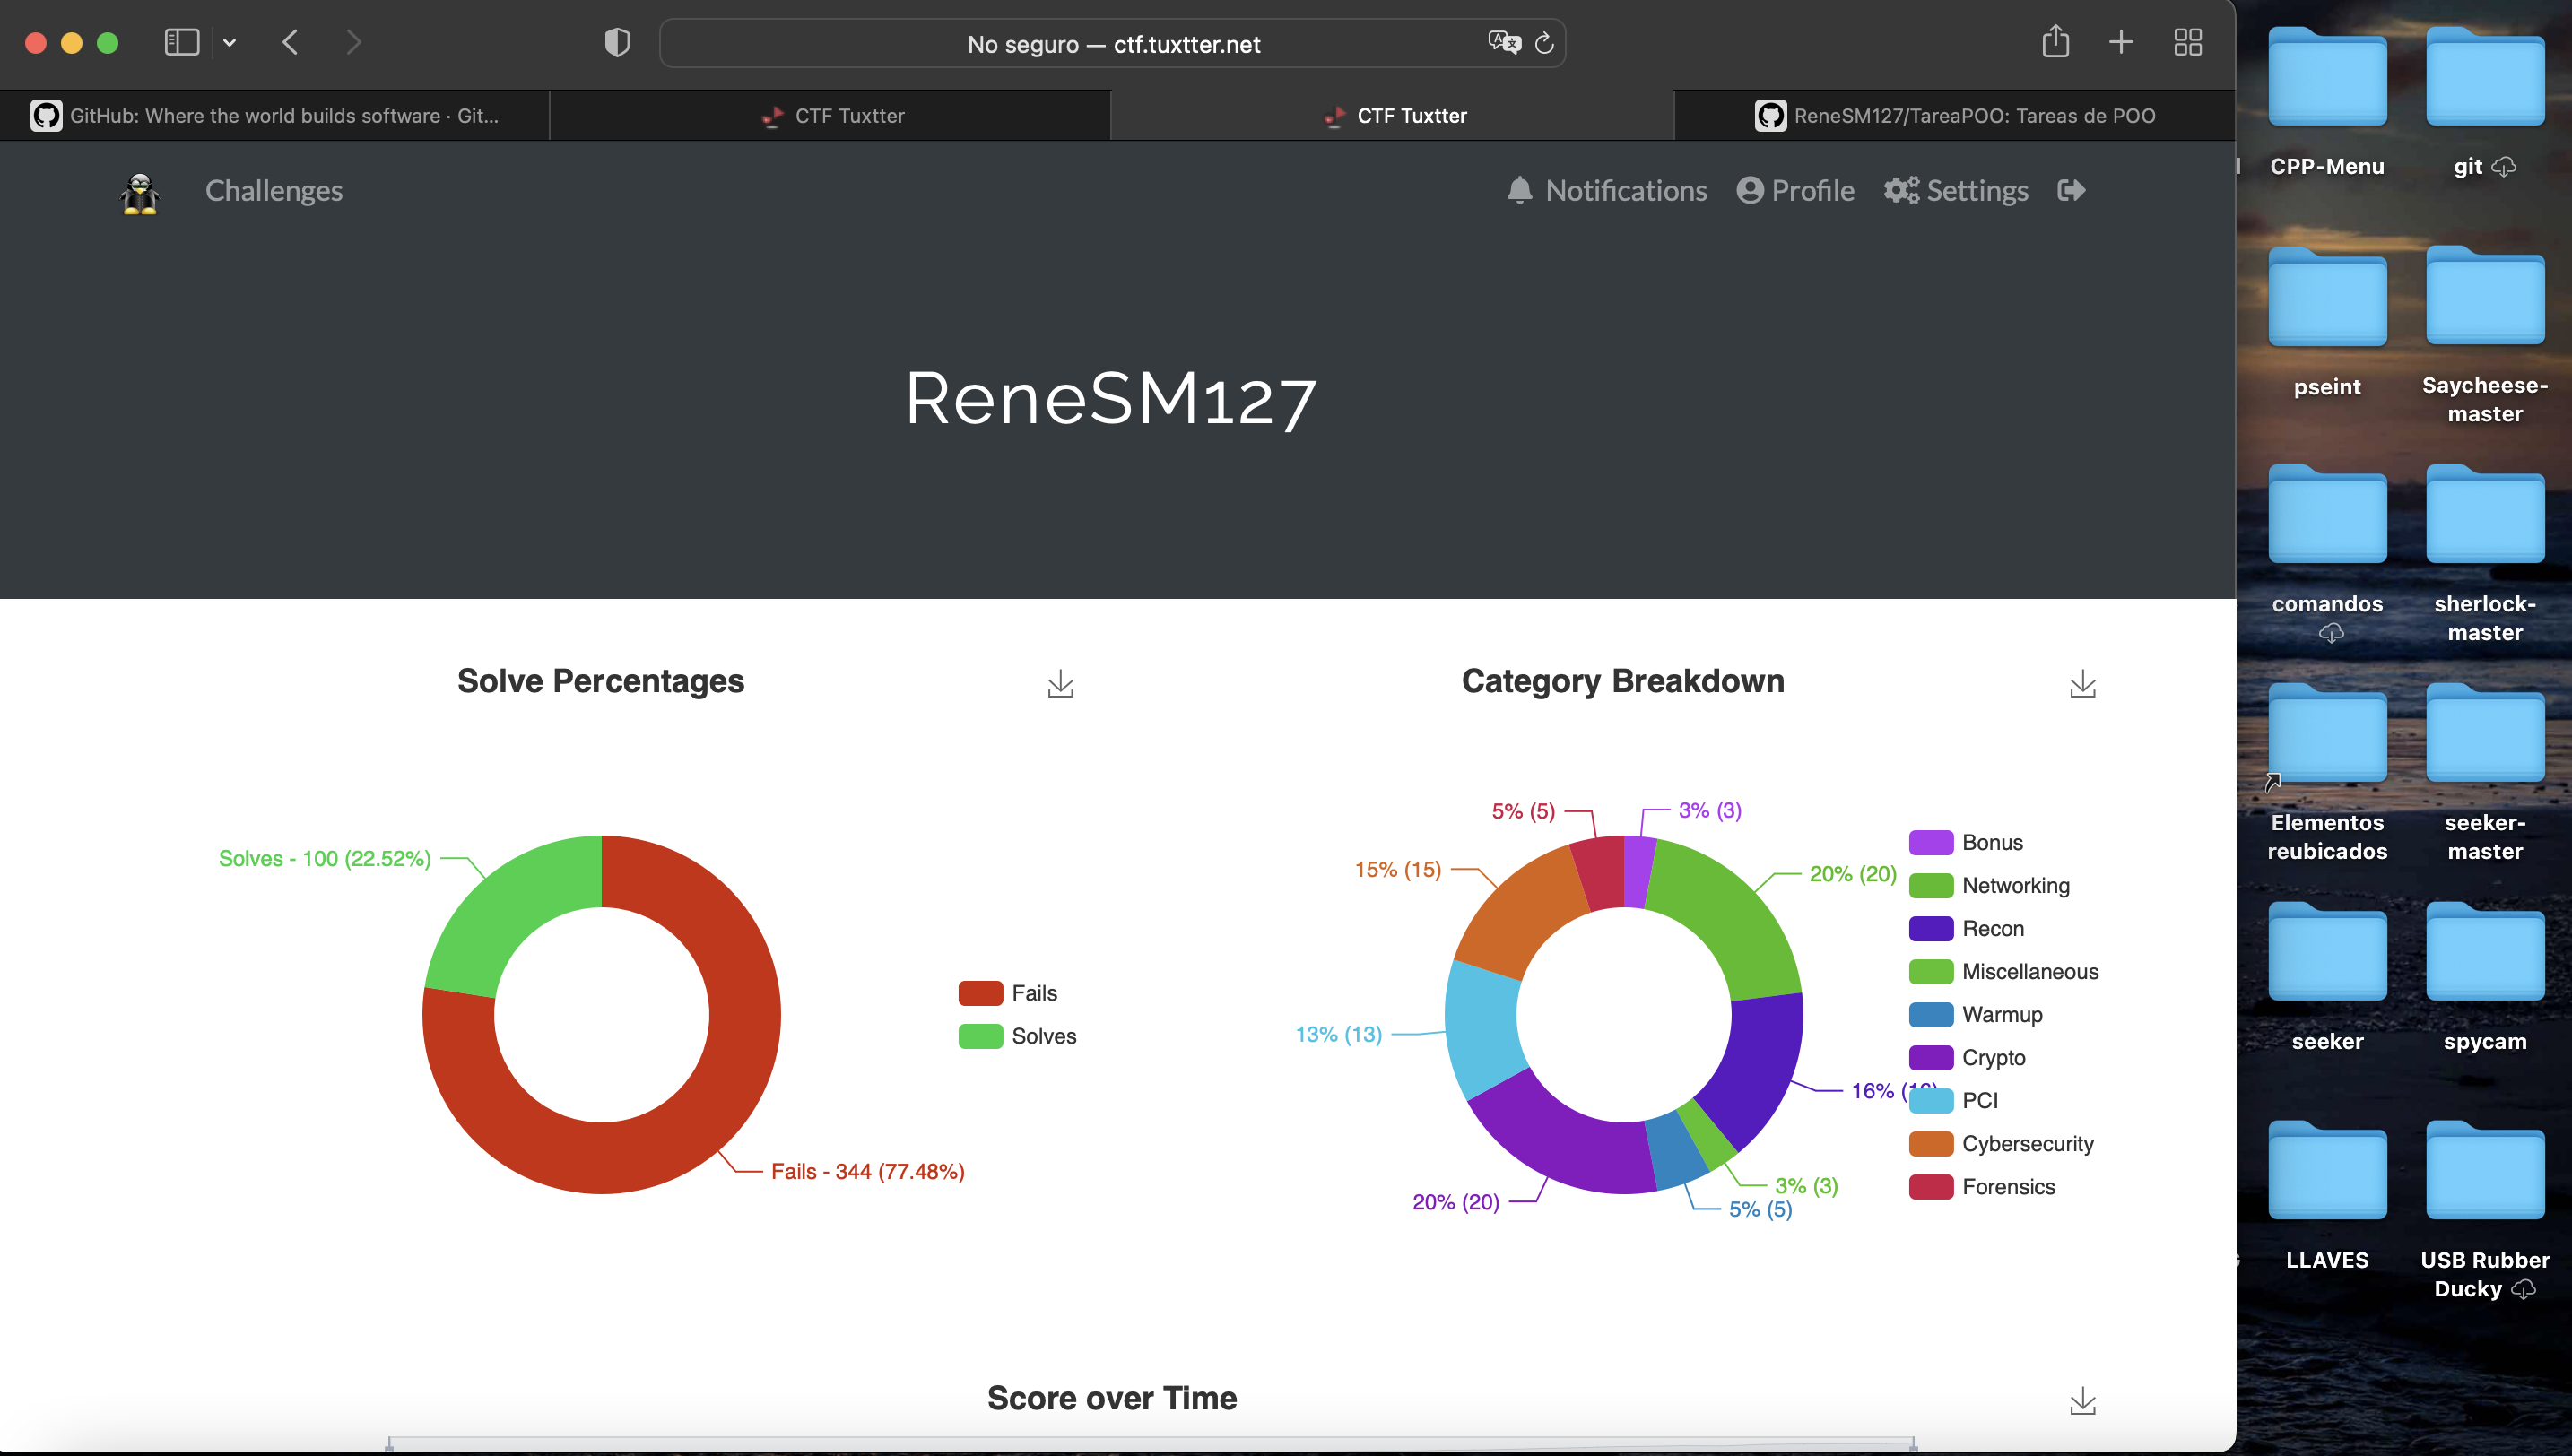 No seguro — ctf.tuxtter.net
GitHub: Where the world builds software · Git...
CTF Tuxtter
CTF Tuxtter
ReneSM127/TareaPOO: Tareas de POO
Challenges
Notifications
Profile
Settings
ReneSM127
Solve Percentages
Solves - 100 (22.52%)
Fails - 344 (77.48%)
Fails
Solves
Category Breakdown
5% (5)
3% (3)
15% (15)
20% (20)
13% (13)
16%
20% (20)
3% (3)
5% (5)
Bonus
Networking
Recon
Miscellaneous
Warmup
Crypto
PCI
Cybersecurity
Forensics
Score over Time
CPP-Menu
git
pseint
Saycheese-
master
comandos
sherlock-
master
Elementos
reubicados
seeker-
master
seeker
spycam
LLAVES
USB Rubber
Ducky